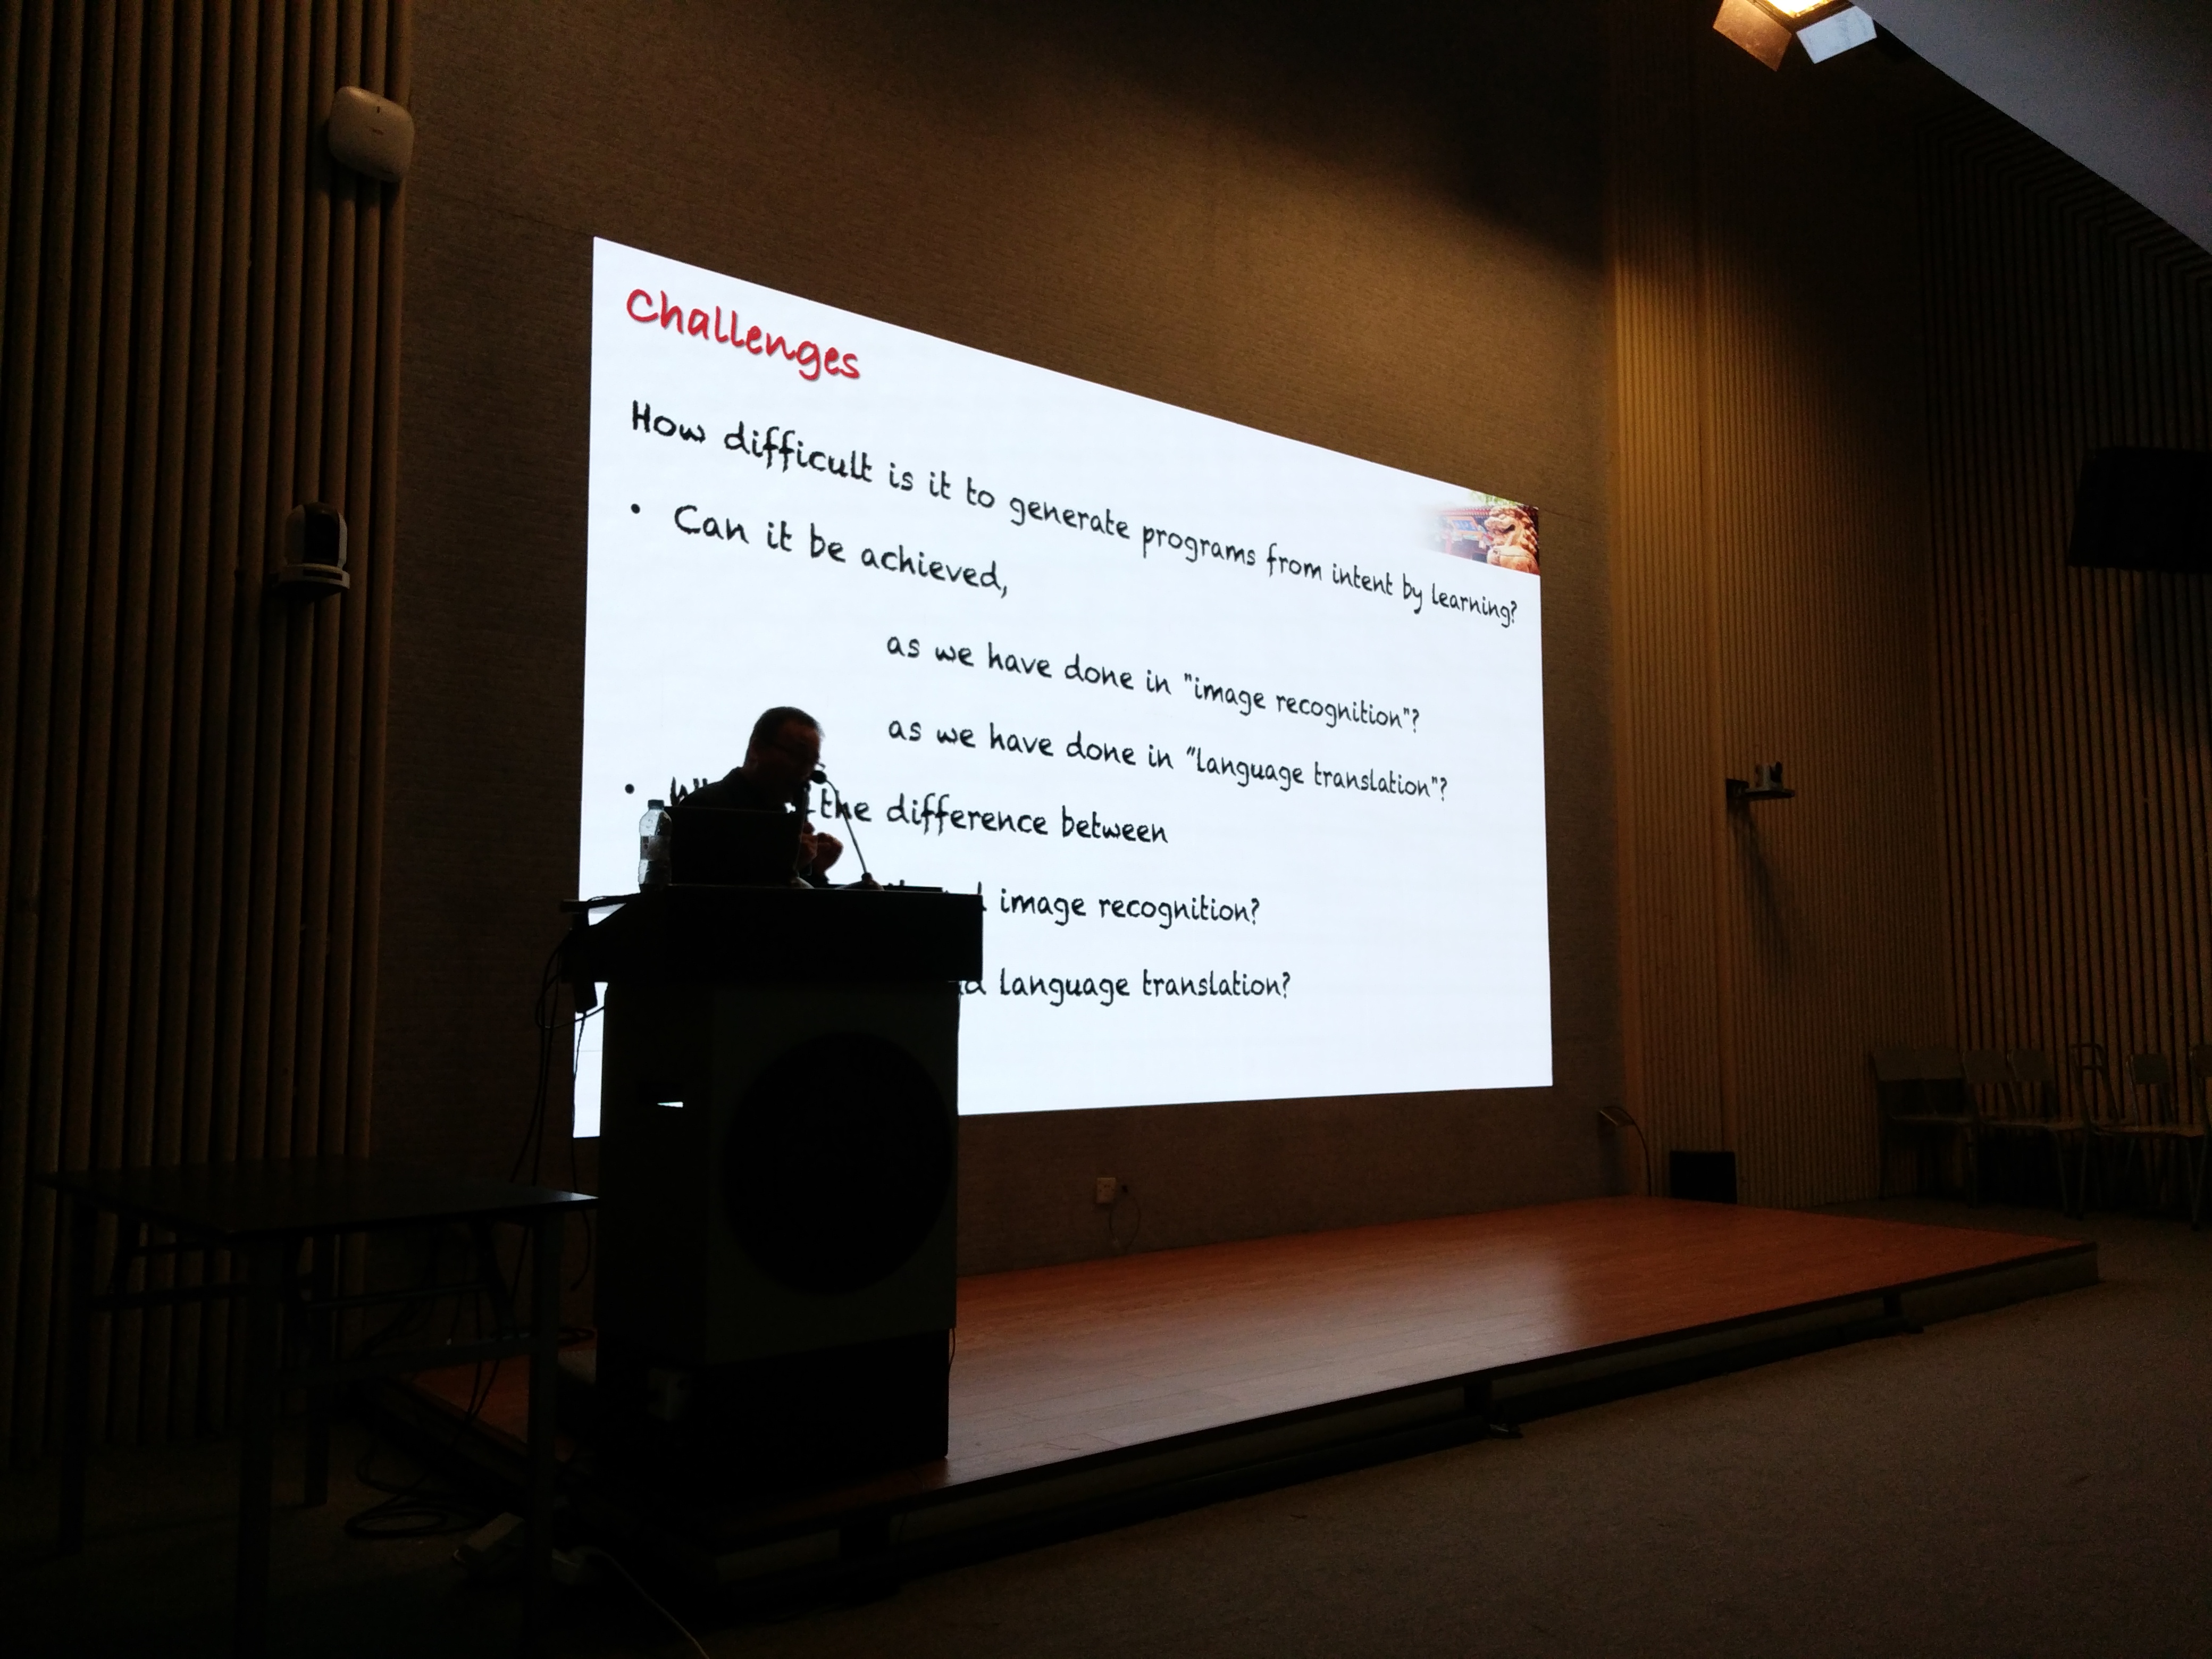 Challenges
How difficult is it to generate programs from intent by learning?
• Can it be achieved,
as we have done in "image recognition"?
as we have done in “language translation"?
• the difference between
image recognition?
language translation?